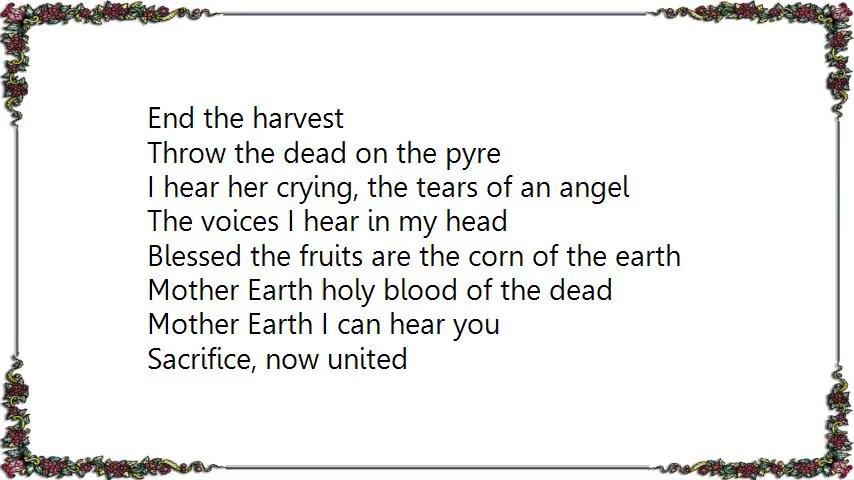 End the harvest
Throw the dead on the pyre
I hear her crying, the tears of an angel
The voices I hear in my head
Blessed the fruits are the corn of the earth
Mother Earth holy blood of the dead
Mother Earth I can hear you
Sacrifice, now united